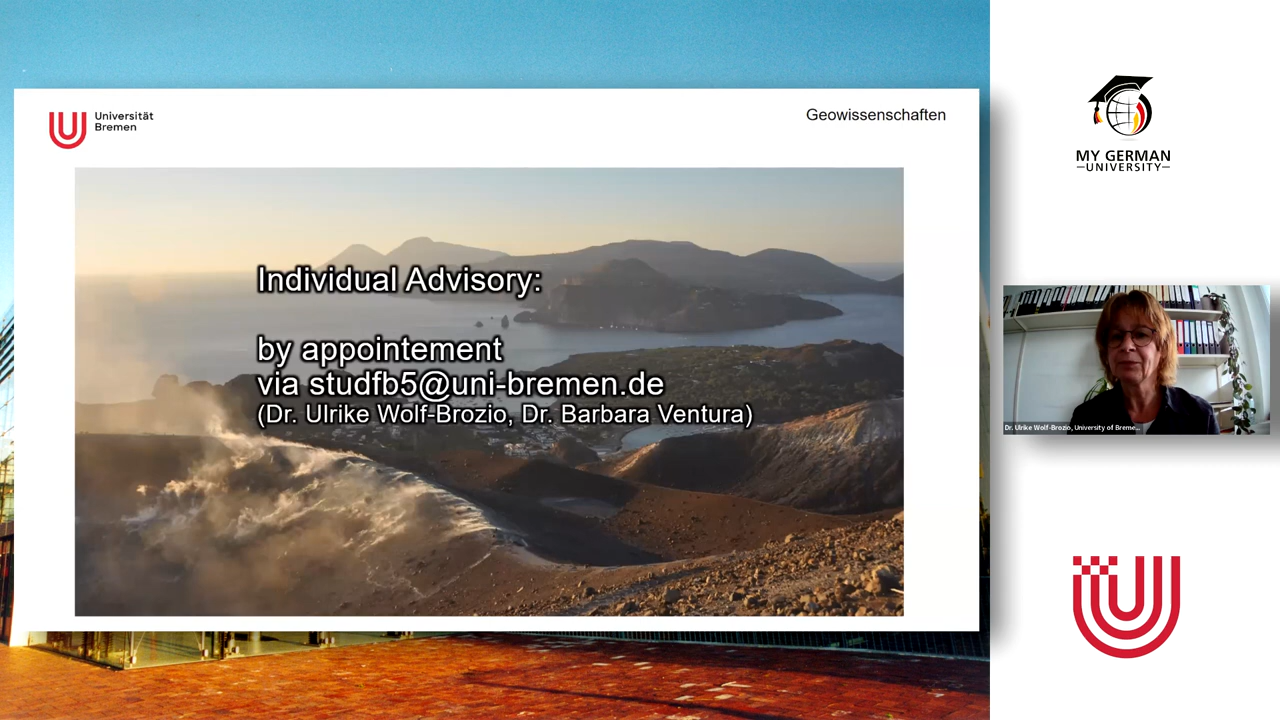 Universität
Bremen
Geowissenschaften
Individual Advisory:
by appointement
via studfb5@uni-bremen.de
(Dr. Ulrike Wolf-Brozio, Dr. Barbara Ventura)
MY GERMAN
UNIVERSITY
Dr. Ulrike Wolf-Brozio, University of Breme...